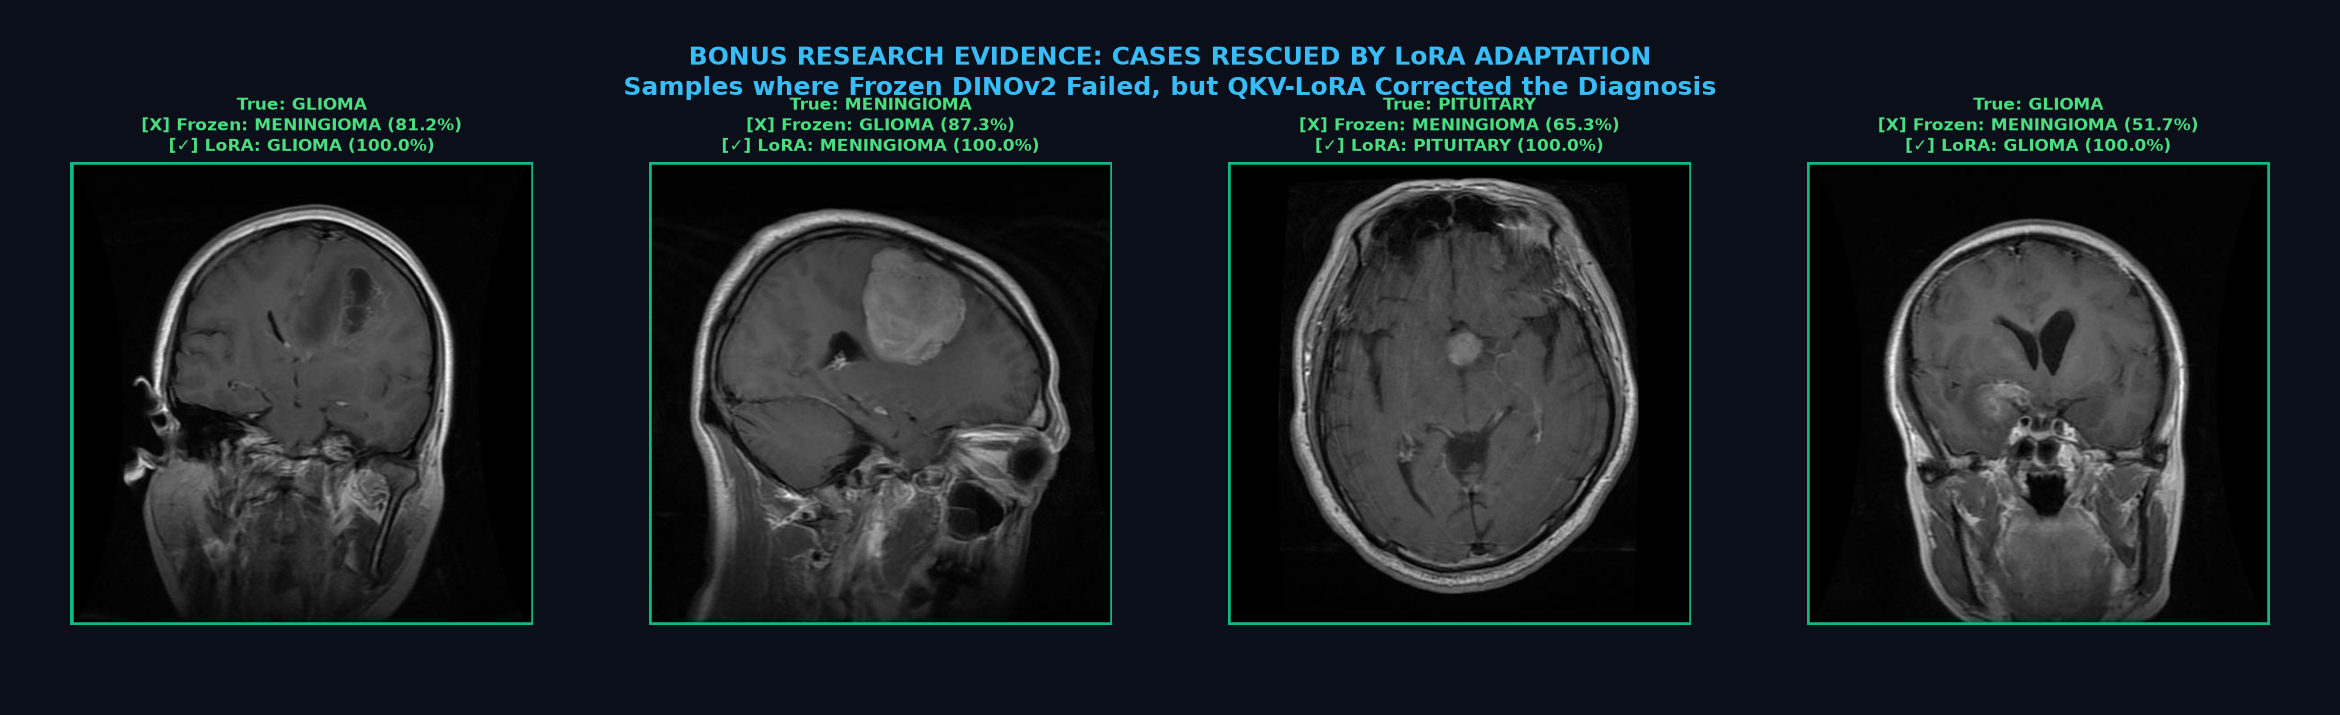 BONUS RESEARCH EVIDENCE: CASES RESCUED BY LoRA ADAPTATION
Samples where Frozen DINOv2 Failed, but QKV-LoRA Corrected the Diagnosis
True: GLIOMA
[X] Frozen: MENINGIOMA (81.2%)
[✓] LoRA: GLIOMA (100.0%)
True: MENINGIOMA
[X] Frozen: GLIOMA (87.3%)
[✓] LoRA: MENINGIOMA (100.0%)
True: PITUITARY
[X] Frozen: MENINGIOMA (65.3%)
[✓] LoRA: PITUITARY (100.0%)
True: GLIOMA
[X] Frozen: MENINGIOMA (51.7%)
[✓] LoRA: GLIOMA (100.0%)